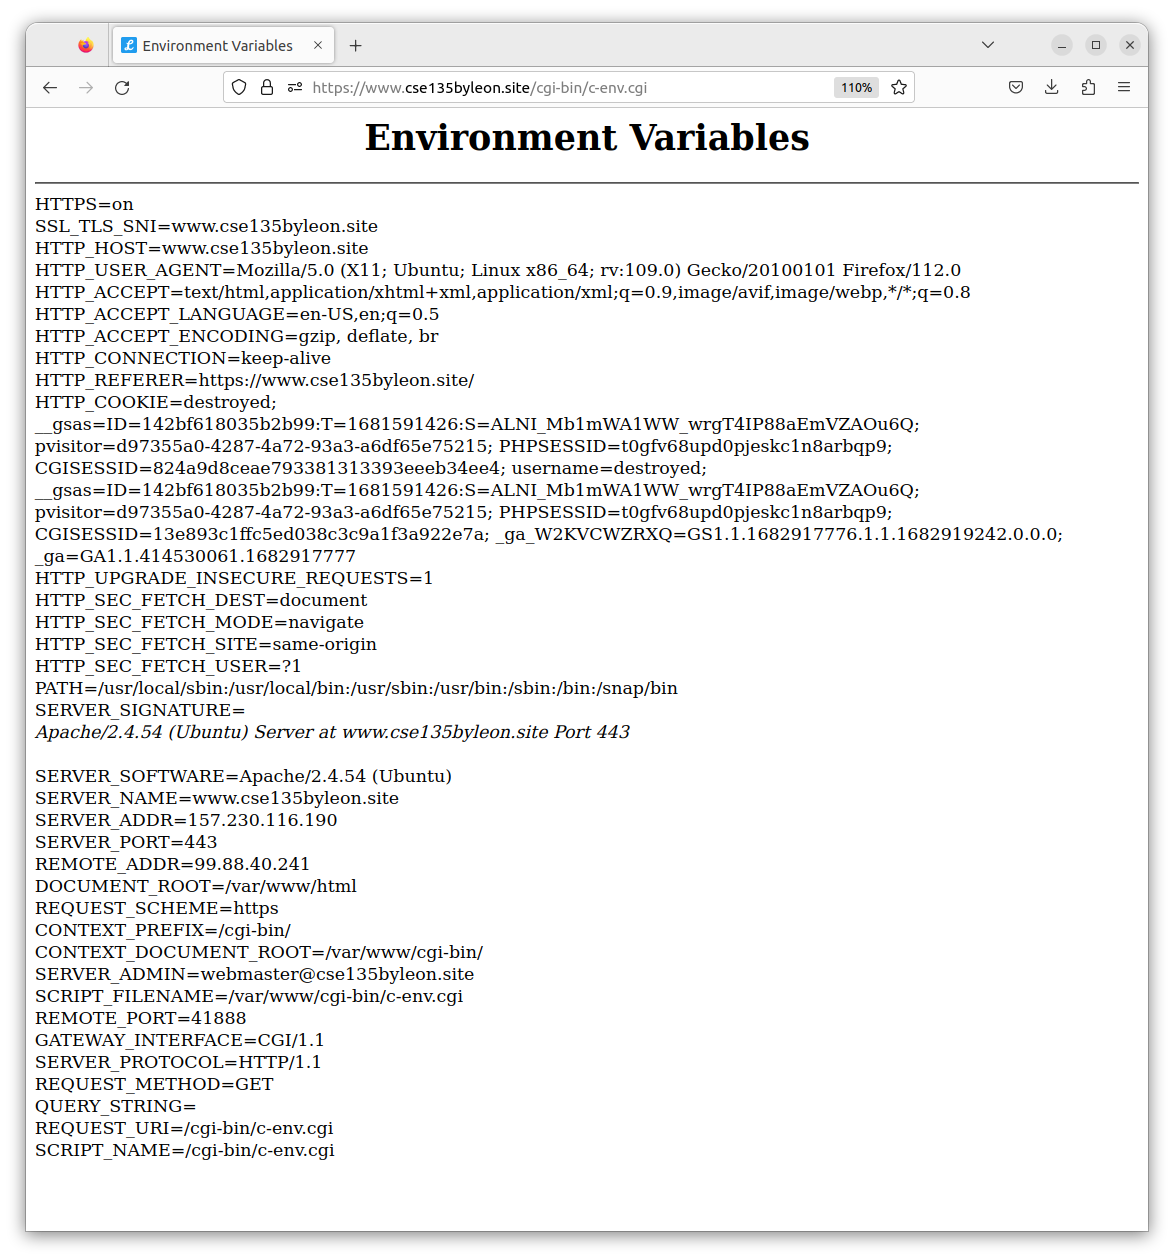 Environment Variables
https://www.cse135byleon.site/cgi-bin/c-env.cgi
110%
Environment Variables
HTTPS=on
SSL_TLS_SNI=www.cse135byleon.site
HTTP_HOST=www.cse135byleon.site
HTTP_USER_AGENT=Mozilla/5.0 (X11; Ubuntu; Linux x86_64; rv:109.0) Gecko/20100101 Firefox/112.0
HTTP_ACCEPT=text/html,application/xhtml+xml,application/xml;q=0.9,image/avif,image/webp,*/*;q=0.8
HTTP_ACCEPT_LANGUAGE=en-US,en;q=0.5
HTTP_ACCEPT_ENCODING=gzip, deflate, br
HTTP_CONNECTION=keep-alive
HTTP_REFERER=https://www.cse135byleon.site/
HTTP_COOKIE=destroyed;
__gsas=ID=142bf618035b2b99:T=1681591426:S=ALNI_Mb1mWA1WW_wrgT4IP88aEmVZAOu6Q;
pvisitor=d97355a0-4287-4a72-93a3-a6df65e75215; PHPSESSID=t0gfv68upd0pjeskc1n8arbqp9;
CGISESSID=824a9d8ceae793381313393eeeb34ee4; username=destroyed;
__gsas=ID=142bf618035b2b99:T=1681591426:S=ALNI_Mb1mWA1WW_wrgT4IP88aEmVZAOu6Q;
pvisitor=d97355a0-4287-4a72-93a3-a6df65e75215; PHPSESSID=t0gfv68upd0pjeskc1n8arbqp9;
CGISESSID=13e893c1ffc5ed038c3c9a1f3a922e7a; _ga_W2KVCWZRXQ=GS1.1.1682917776.1.1.1682919242.0.0.0;
_ga=GA1.1.414530061.1682917777
HTTP_UPGRADE_INSECURE_REQUESTS=1
HTTP_SEC_FETCH_DEST=document
HTTP_SEC_FETCH_MODE=navigate
HTTP_SEC_FETCH_SITE=same-origin
HTTP_SEC_FETCH_USER=?1
PATH=/usr/local/sbin:/usr/local/bin:/usr/sbin:/usr/bin:/sbin:/bin:/snap/bin
SERVER_SIGNATURE=
Apache/2.4.54 (Ubuntu) Server at www.cse135byleon.site Port 443
SERVER_SOFTWARE=Apache/2.4.54 (Ubuntu)
SERVER_NAME=www.cse135byleon.site
SERVER_ADDR=157.230.116.190
SERVER_PORT=443
REMOTE_ADDR=99.88.40.241
DOCUMENT_ROOT=/var/www/html
REQUEST_SCHEME=https
CONTEXT_PREFIX=/cgi-bin/
CONTEXT_DOCUMENT_ROOT=/var/www/cgi-bin/
SERVER_ADMIN=webmaster@cse135byleon.site
SCRIPT_FILENAME=/var/www/cgi-bin/c-env.cgi
REMOTE_PORT=41888
GATEWAY_INTERFACE=CGI/1.1
SERVER_PROTOCOL=HTTP/1.1
REQUEST_METHOD=GET
QUERY_STRING=
REQUEST_URI=/cgi-bin/c-env.cgi
SCRIPT_NAME=/cgi-bin/c-env.cgi